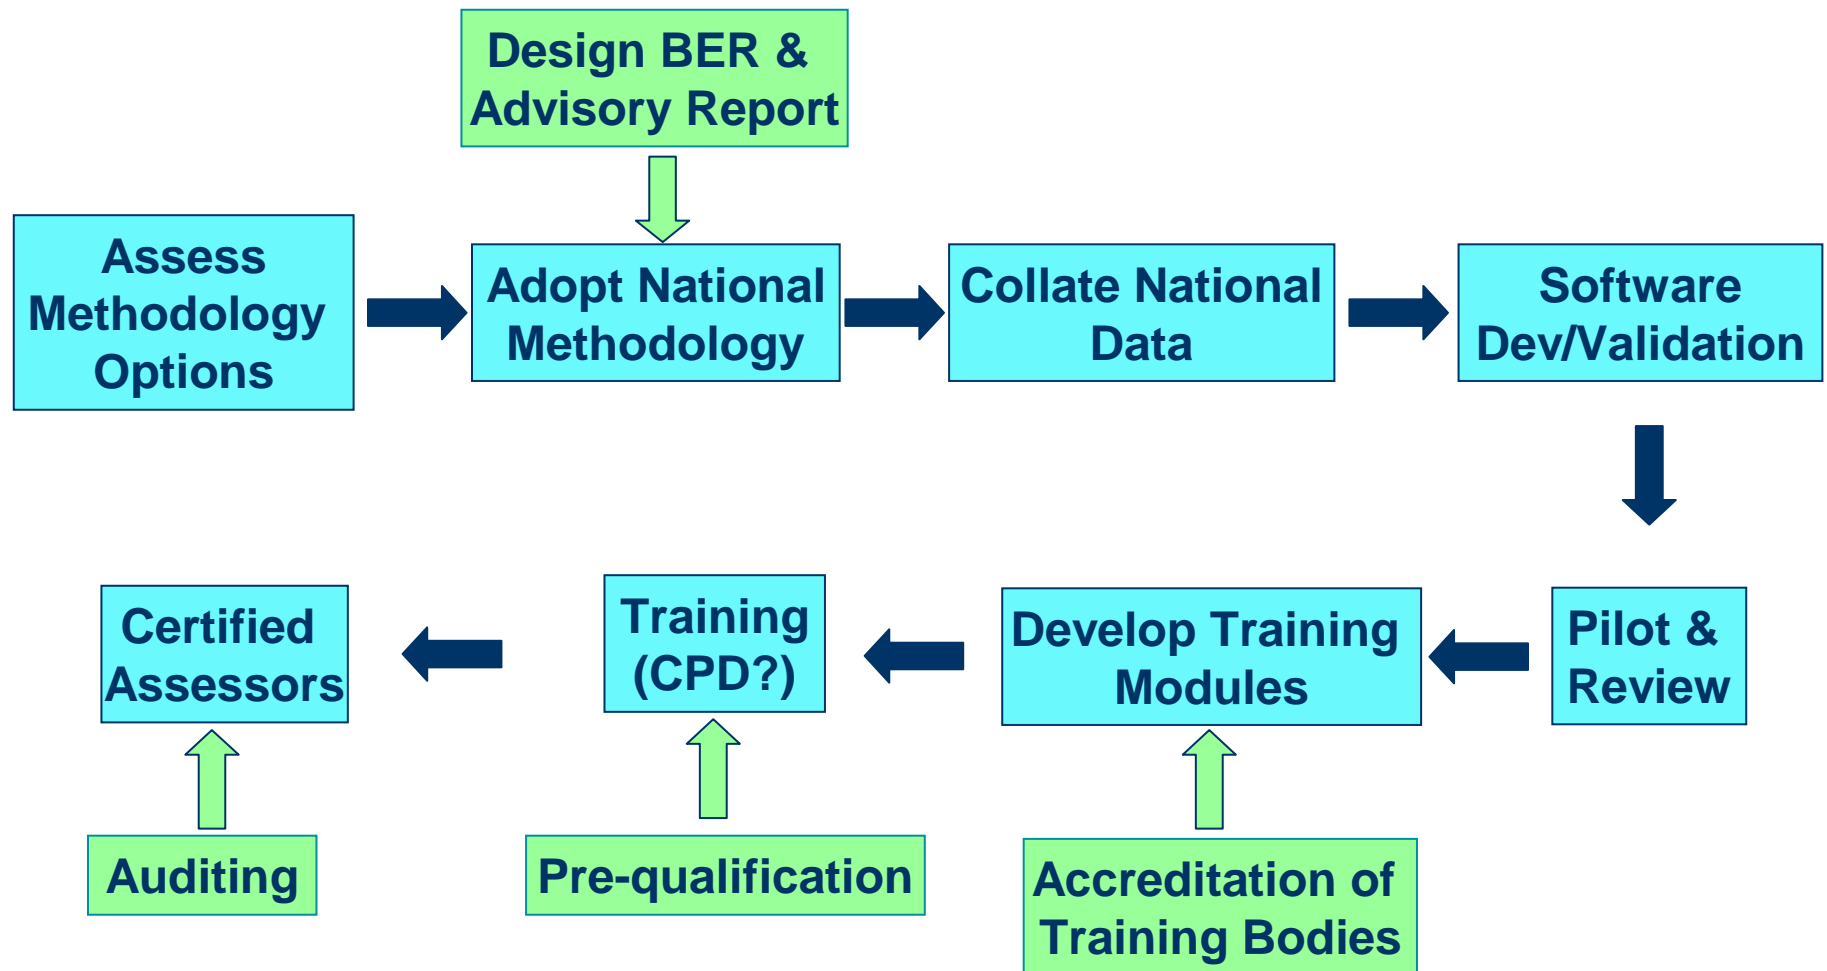 Design BER &
Advisory Report
Assess
Methodology
Options
Adopt National
Methodology
Collate National
Data
Software
Dev/Validation
Certified
Assessors
Training
(CPD?)
Develop Training
Modules
Pilot &
Review
Auditing
Pre-qualification
Accreditation of
Training Bodies